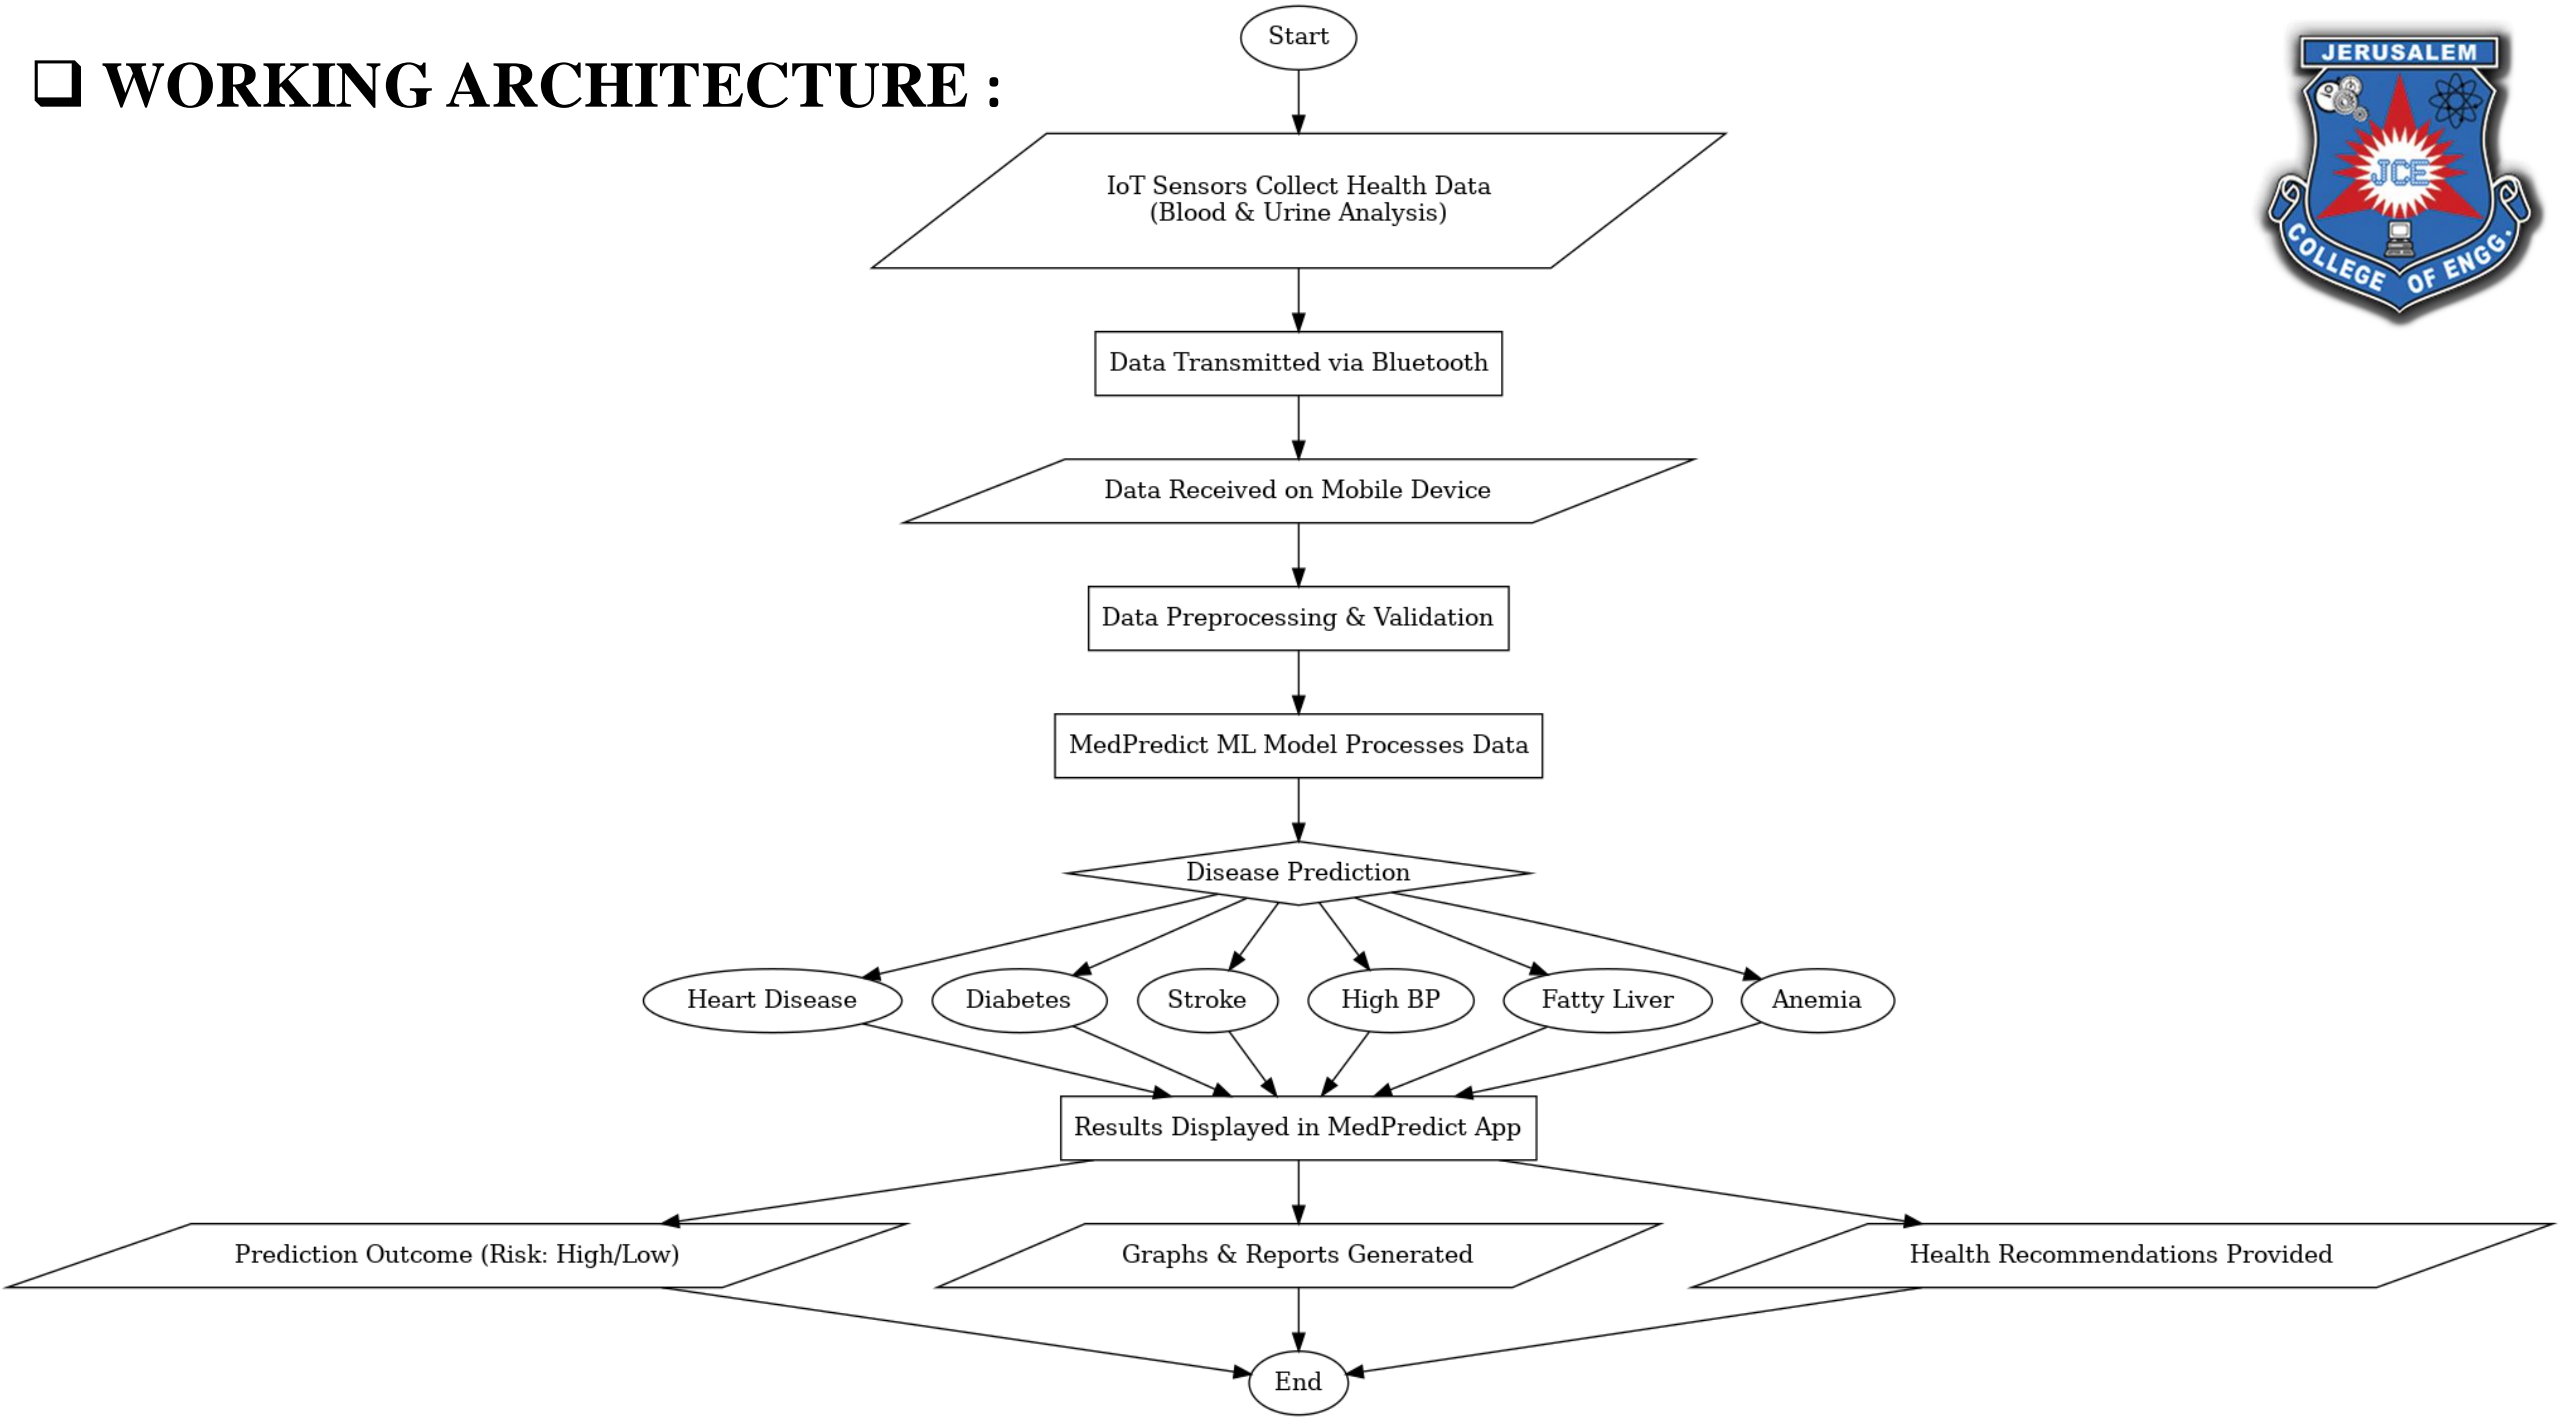 WORKING ARCHITECTURE :
JERUSALEM
JCE
COLLEGE OF ENGG.
Start
IoT Sensors Collect Health Data
(Blood & Urine Analysis)
Data Transmitted via Bluetooth
Data Received on Mobile Device
Data Preprocessing & Validation
MedPredict ML Model Processes Data
Disease Prediction
Heart Disease
Diabetes
Stroke
High BP
Fatty Liver
Anemia
Results Displayed in MedPredict App
Prediction Outcome (Risk: High/Low)
Graphs & Reports Generated
Health Recommendations Provided
End